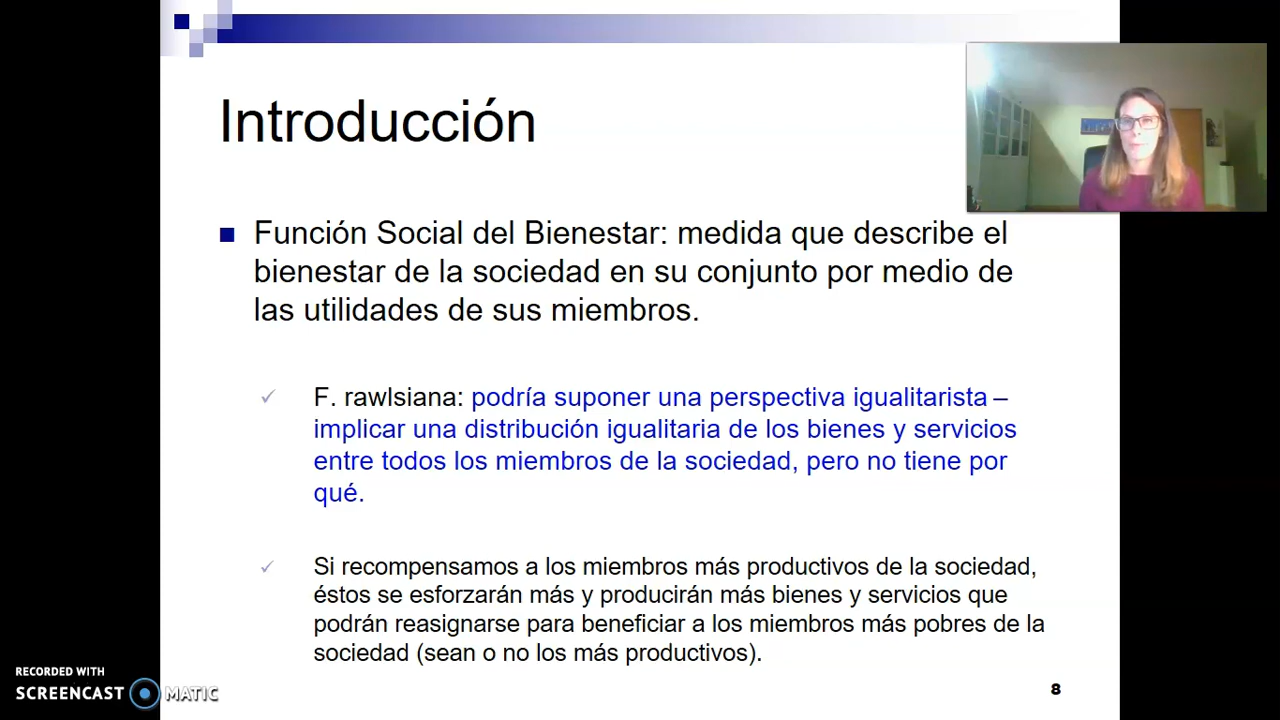 Introducción
Función Social del Bienestar: medida que describe el
bienestar de la sociedad en su conjunto por medio de
las utilidades de sus miembros.
F. rawlsiana: podría suponer una perspectiva igualitarista –
implicar una distribución igualitaria de los bienes y servicios
entre todos los miembros de la sociedad, pero no tiene por
qué.
Si recompensamos a los miembros más productivos de la sociedad,
éstos se esforzarán más y producirán más bienes y servicios que
podrán reasignarse para beneficiar a los miembros más pobres de la
sociedad (sean o no los más productivos).
8
RECORDED WITH
SCREENCAST MATIC